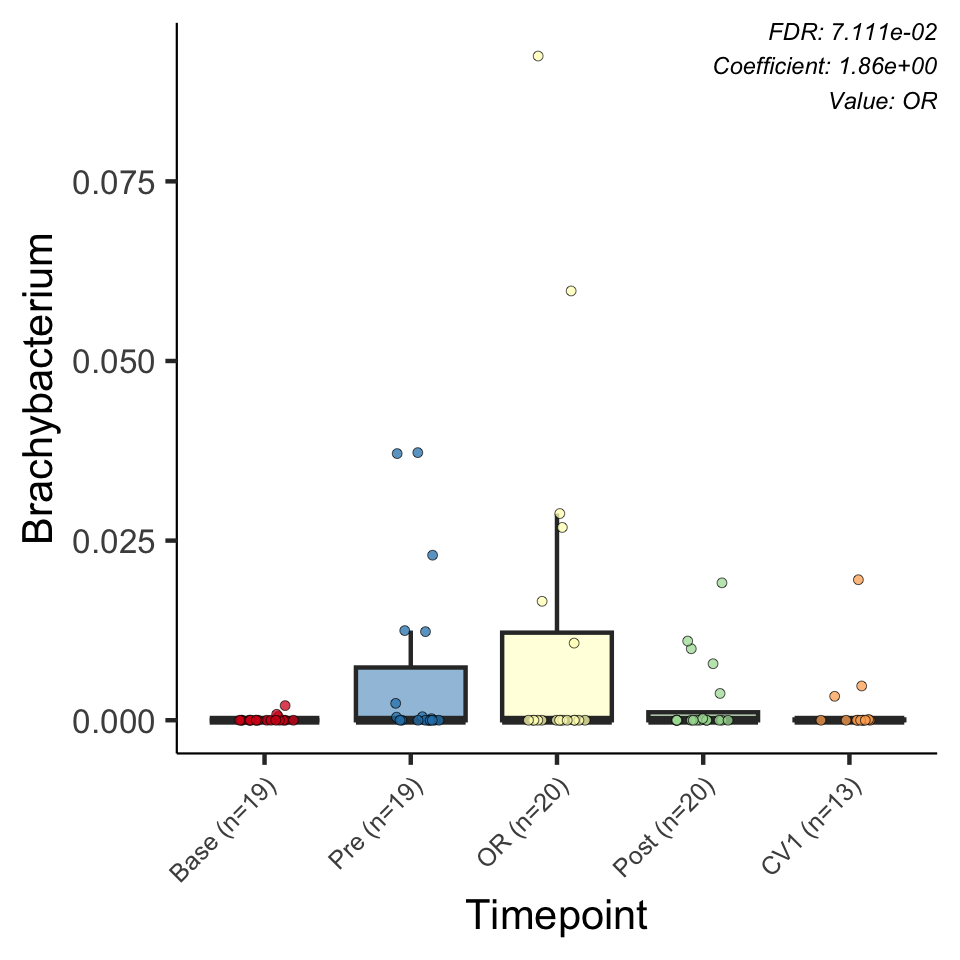 FDR: 7.111e-02
Coefficient: 1.86e+00
Value: OR
Brachybacterium
0.075
0.050
0.025
0.000
Base (n=19)
Pre (n=19)
OR (n=20)
Post (n=20)
CV1 (n=13)
Timepoint